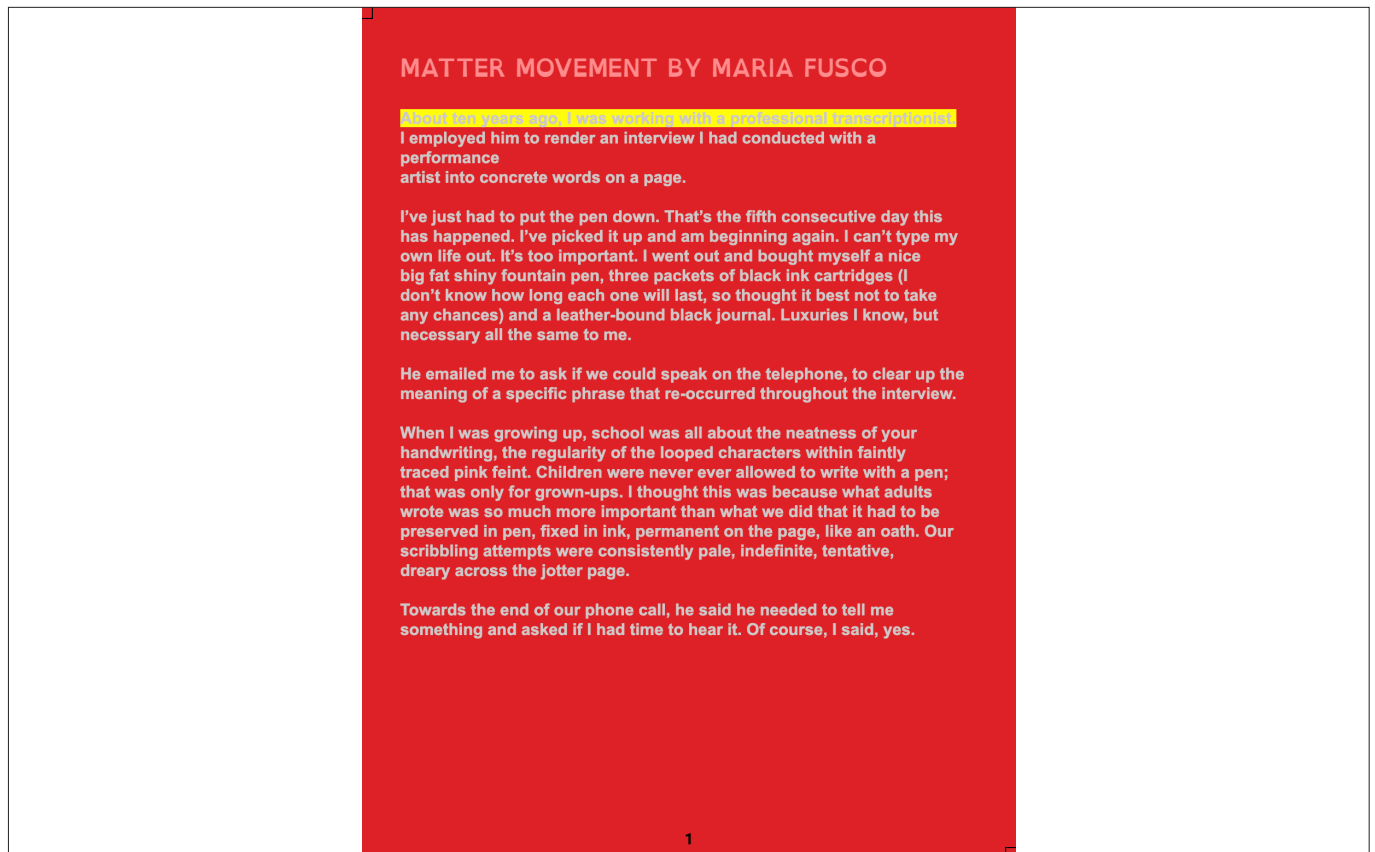 MATTER MOVEMENT BY MARIA FUSCO
About ten years ago, I was working with a professional transcriptionist.
I employed him to render an interview I had conducted with a
performance
artist into concrete words on a page.
I’ve just had to put the pen down. That’s the fifth consecutive day this
has happened. I’ve picked it up and am beginning again. I can’t type my
own life out. It’s too important. I went out and bought myself a nice
big fat shiny fountain pen, three packets of black ink cartridges (I
don’t know how long each one will last, so thought it best not to take
any chances) and a leather-bound black journal. Luxuries I know, but
necessary all the same to me.
He emailed me to ask if we could speak on the telephone, to clear up the
meaning of a specific phrase that re-occurred throughout the interview.
When I was growing up, school was all about the neatness of your
handwriting, the regularity of the looped characters within faintly
traced pink feint. Children were never ever allowed to write with a pen;
that was only for grown-ups. I thought this was because what adults
wrote was so much more important than what we did that it had to be
preserved in pen, fixed in ink, permanent on the page, like an oath. Our
scribbling attempts were consistently pale, indefinite, tentative,
dreary across the jotter page.
Towards the end of our phone call, he said he needed to tell me
something and asked if I had time to hear it. Of course, I said, yes.
1